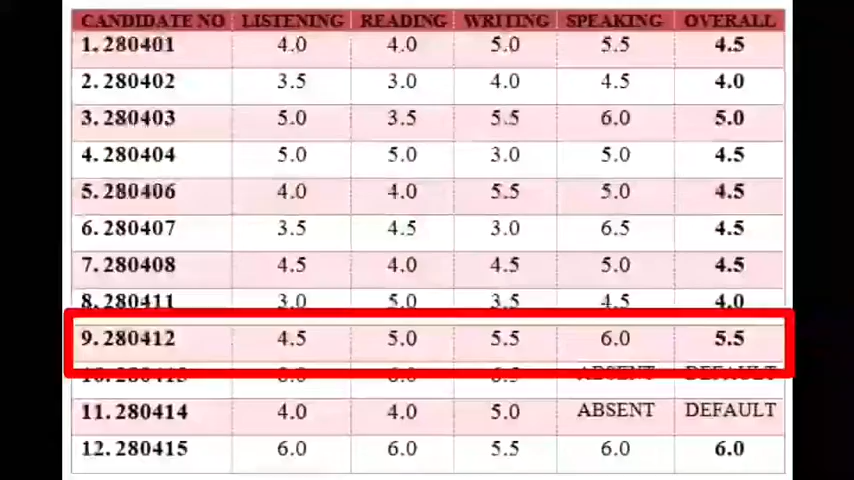 CANDIDATE NO LISTENING READING WRITING SPEAKING OVERALL
1. 280401 4.0 4.0 5.0 5.5 4.5
2. 280402 3.5 3.0 4.0 4.5 4.0
3. 280403 5.0 3.5 5.5 6.0 5.0
4. 280404 5.0 5.0 3.0 5.0 4.5
5. 280406 4.0 4.0 5.5 5.0 4.5
6. 280407 3.5 4.5 3.0 6.5 4.5
7. 280408 4.5 4.0 4.5 5.0 4.5
8. 280411 3.0 5.0 3.5 4.5 4.0
9. 280412 4.5 5.0 5.5 6.0 5.5
ABSENT DEFAULT
11. 280414 4.0 4.0 5.0 ABSENT DEFAULT
12. 280415 6.0 6.0 5.5 6.0 6.0